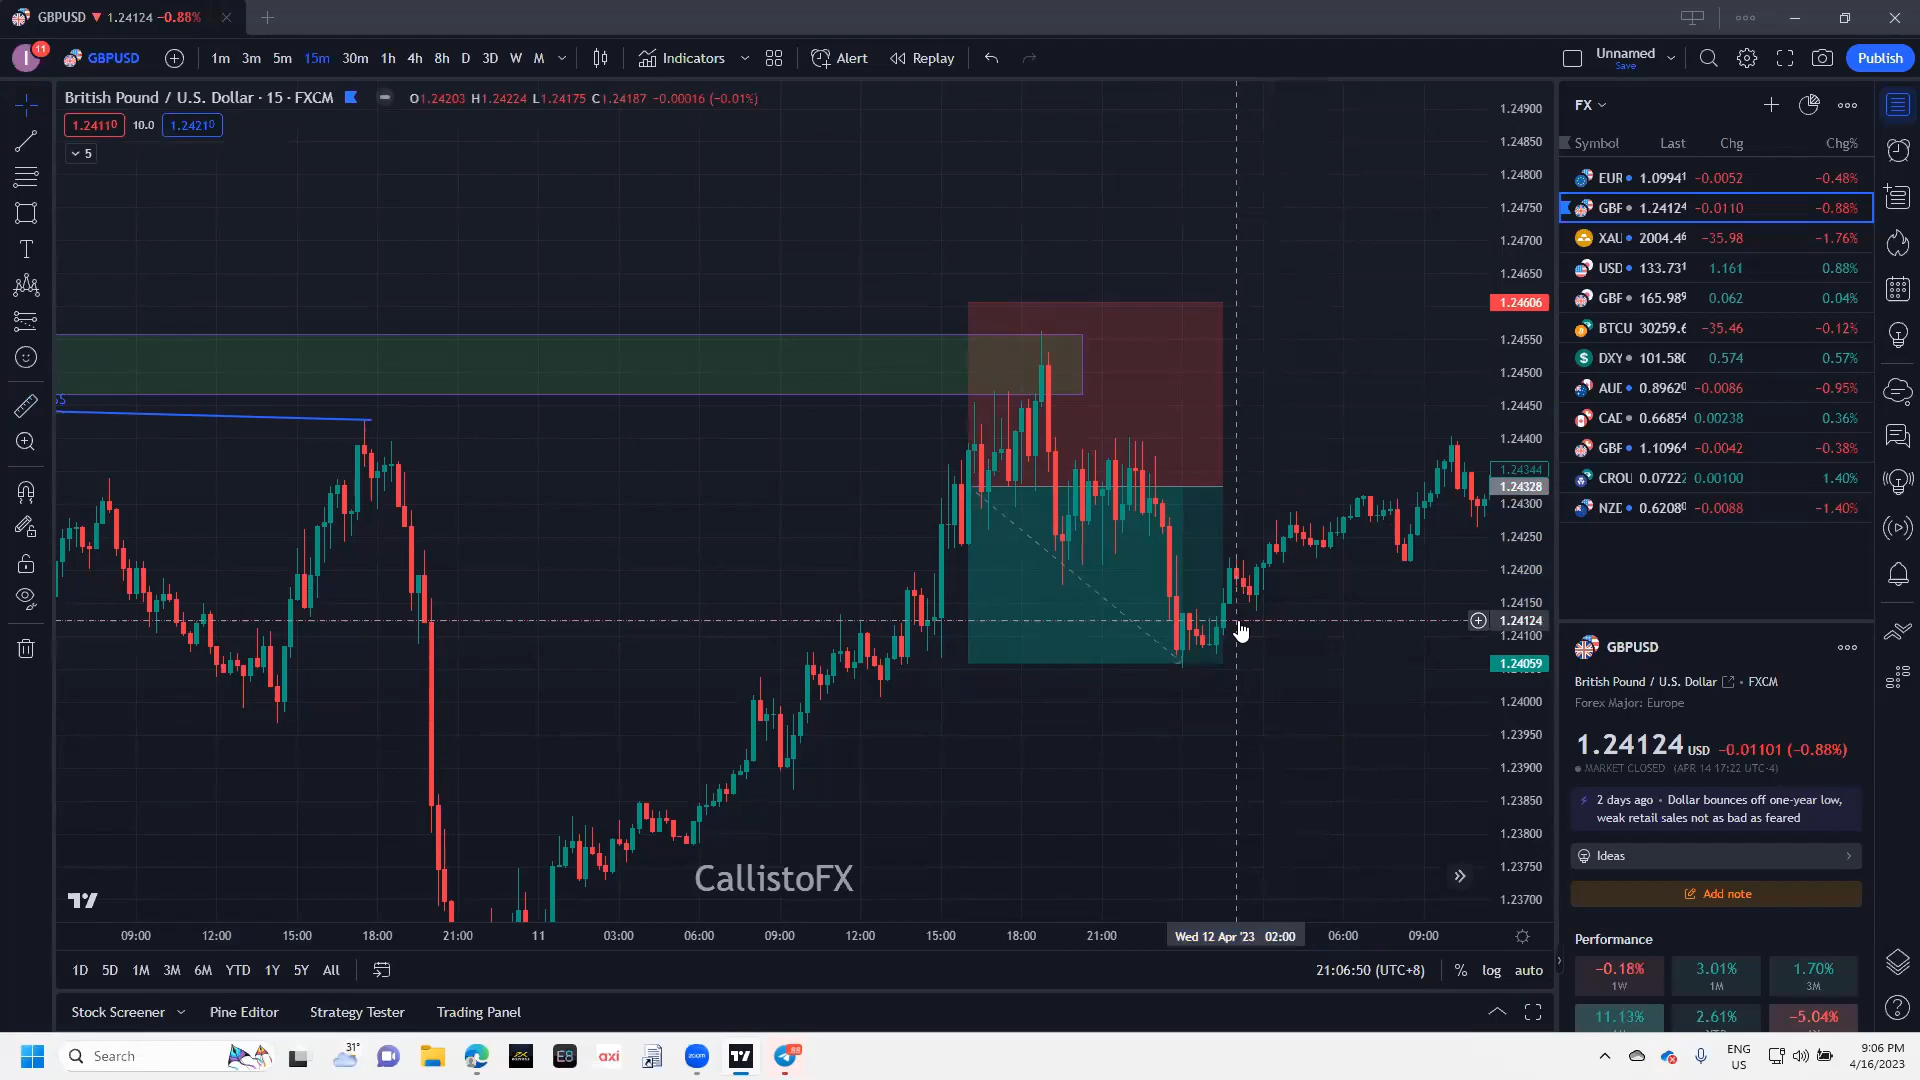 GBPUSD ▼ 1.24124 −0.88%
I 11 GBPUSD 1m 3m 5m 15m 30m 1h 4h 8h D 3D W M Indicators Alert Replay Unnamed Save Publish
British Pound / U.S. Dollar · 15 · FXCM O1.24203 H1.24224 L1.24175 C1.24187 −0.00016 (−0.01%)
1.24110 10.0 1.24210
5
1.24900
1.24850
1.24800
1.24750
1.24700
1.24650
1.24606
1.24550
1.24500
1.24450
1.24400
1.24344
1.24328
1.24300
1.24250
1.24200
1.24150
1.24124
1.24100
1.24059
1.24000
1.23950
1.23900
1.23850
1.23800
1.23750
1.23700
CallistoFX
09:00 12:00 15:00 18:00 21:00 11 03:00 06:00 09:00 12:00 15:00 18:00 21:00 Wed 12 Apr '23 02:00 06:00 09:00
1D 5D 1M 3M 6M YTD 1Y 5Y All 21:06:50 (UTC+8) % log auto
Stock Screener Pine Editor Strategy Tester Trading Panel
FX
Symbol Last Chg Chg%
EUR 1.09941 −0.0052 −0.48%
GBP 1.24124 −0.0110 −0.88%
XAU 2004.46 −35.98 −1.76%
USD 133.731 1.161 0.88%
GBP 165.989 0.062 0.04%
BTCU 30259.6 −35.46 −0.12%
DXY 101.580 0.574 0.57%
AUD 0.89620 −0.0086 −0.95%
CAD 0.66854 0.00238 0.36%
GBP 1.10964 −0.0042 −0.38%
CROU 0.07222 0.00100 1.40%
NZD 0.62080 −0.0088 −1.40%
GBPUSD
British Pound / U.S. Dollar • FXCM
Forex Major: Europe
1.24124 USD −0.01101 (−0.88%)
MARKET CLOSED (APR 14 17:22 UTC-4)
2 days ago • Dollar bounces off one-year low,
weak retail sales not as bad as feared
Ideas
Add note
Performance
−0.18% 3.01% 1.70%
1W 1M 3M
11.13% 2.61% −5.04%
Search 31° E8 axi zoom 88 ENG 9:06 PM
US 4/16/2023